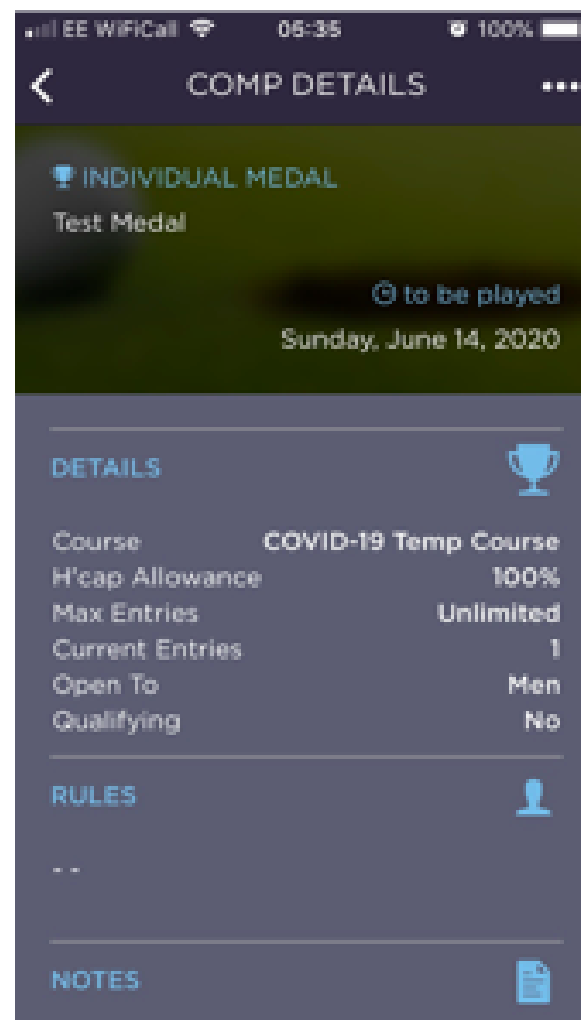 EE WiFiCall 05:35 100%
COMP DETAILS
INDIVIDUAL MEDAL
Test Medal
to be played
Sunday, June 14, 2020
DETAILS
Course COVID-19 Temp Course
H'cap Allowance 100%
Max Entries Unlimited
Current Entries 1
Open To Men
Qualifying No
RULES
- -
NOTES